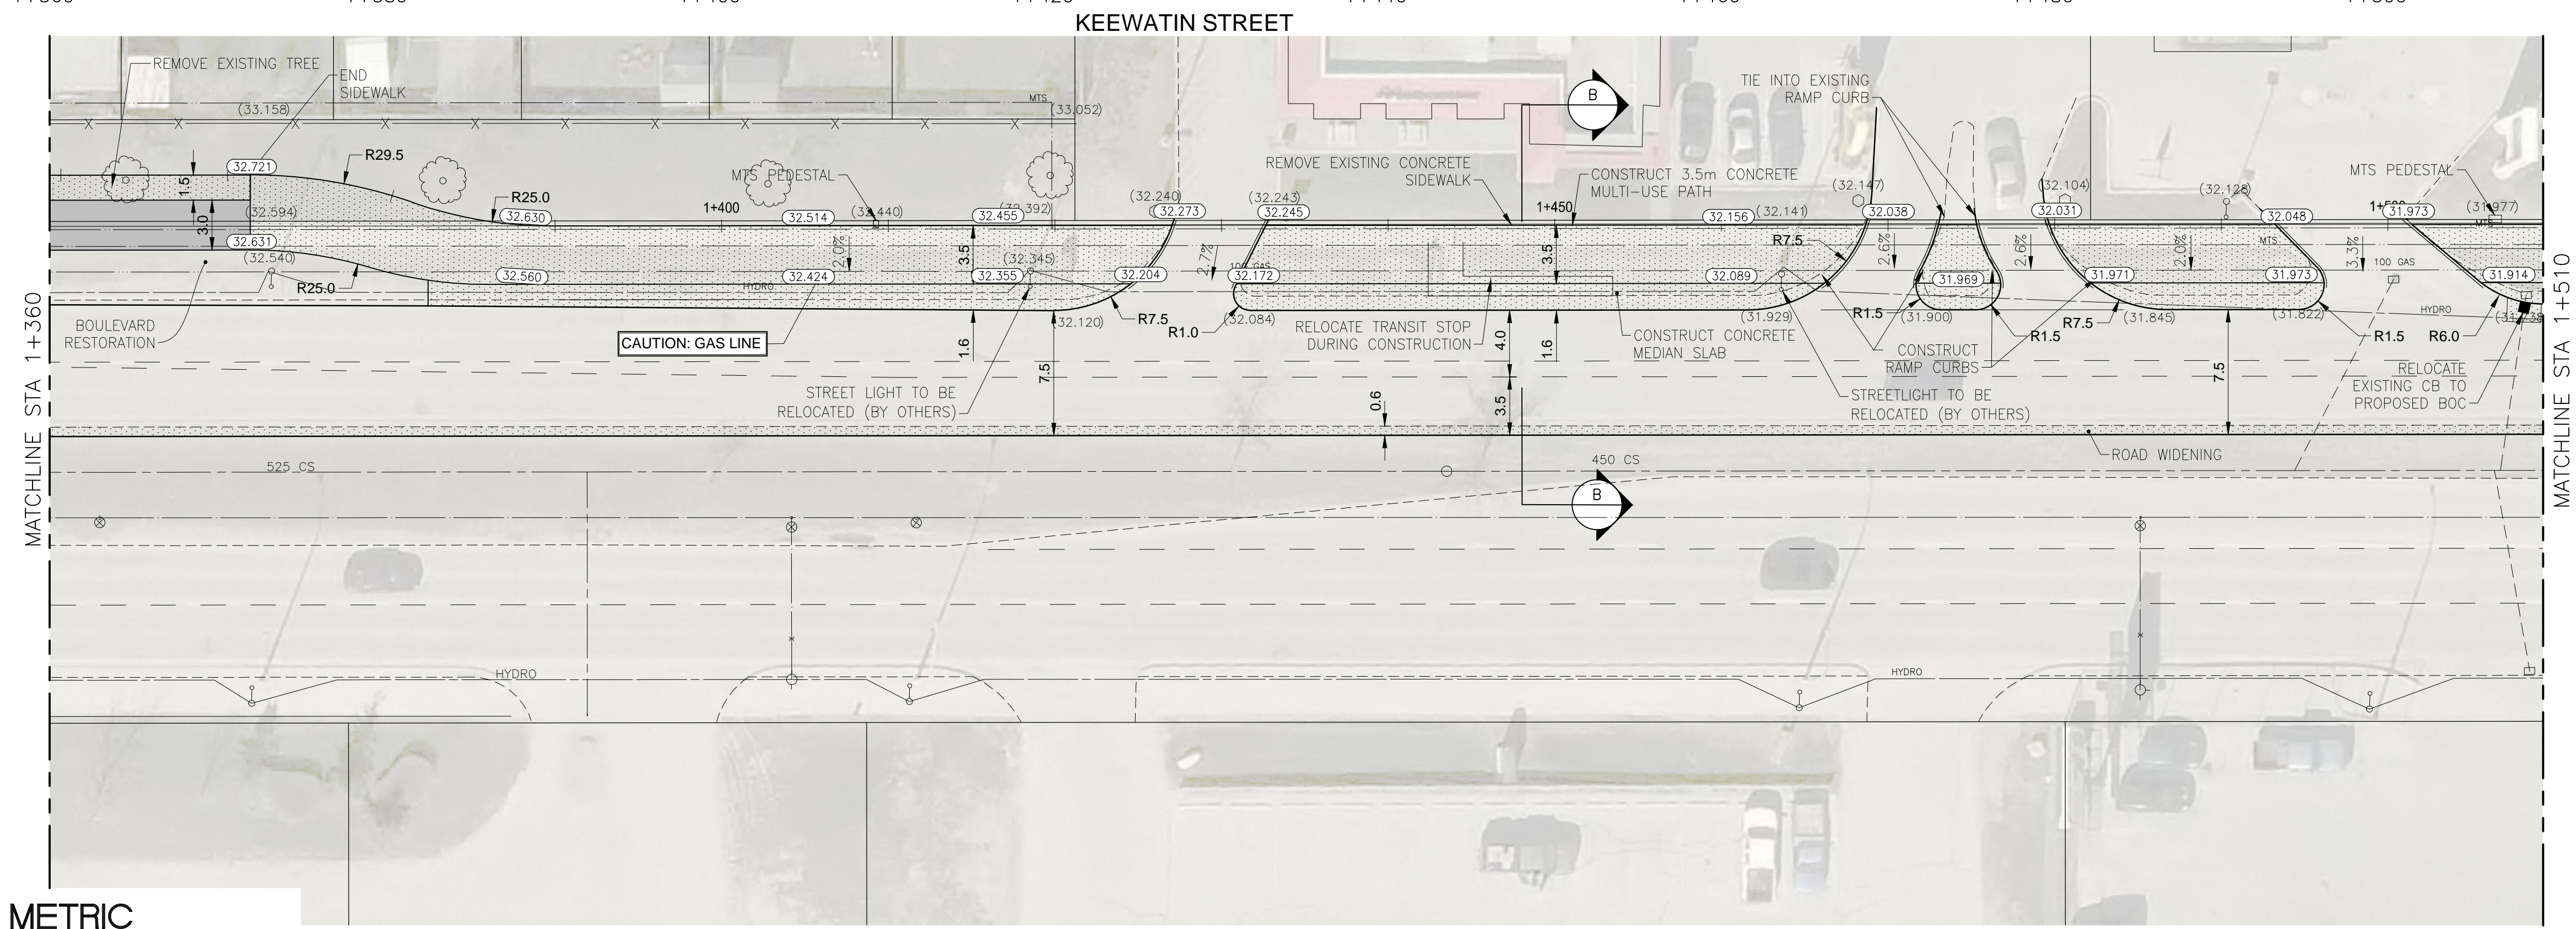 KEEWATIN STREET
REMOVE EXISTING TREE
END
SIDEWALK
(33.158)
MTS
(33.052)
B
TIE INTO EXISTING
RAMP CURB
32.721
R29.5
1.5
3.0
R25.0
MTS PEDESTAL
REMOVE EXISTING CONCRETE
SIDEWALK
CONSTRUCT 3.5m CONCRETE
MULTI-USE PATH
MTS PEDESTAL
(32.594)
32.630
1+400
32.514
32.455
(32.240)
32.273
(32.243)
32.245
1+450
32.156
(32.141)
(32.147)
32.038
(32.104)
32.031
(32.128)
32.048
31.973
(31.977)
MTS
MTS
32.631
(32.540)
R25.0
32.560
HYDRO
32.424
2.0%
32.355
3.5
(32.345)
32.204
2.7%
32.172
3.5
32.089
R7.5
2.6%
31.969
2.6%
31.971
2.0%
31.973
3.3%
100 GAS
31.914
BOULEVARD
RESTORATION
CAUTION: GAS LINE
1.6
7.5
(32.120)
R7.5
R1.0
(32.084)
RELOCATE TRANSIT STOP
DURING CONSTRUCTION
4.0
1.6
CONSTRUCT CONCRETE
MEDIAN SLAB
(31.929)
R1.5
(31.900)
R1.5
CONSTRUCT
RAMP CURBS
R7.5
(31.845)
(31.822)
R1.5
R6.0
HYDRO
STREET LIGHT TO BE
RELOCATED (BY OTHERS)
0.6
3.5
STREETLIGHT TO BE
RELOCATED (BY OTHERS)
7.5
RELOCATE
EXISTING CB TO
PROPOSED BOC
ROAD WIDENING
525 CS
450 CS
B
HYDRO
HYDRO
MATCHLINE STA 1+360
MATCHLINE STA 1+510
METRIC